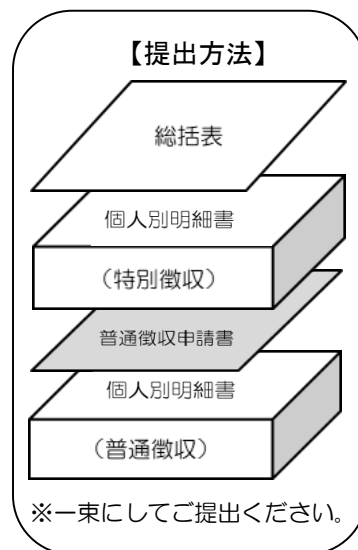 【提出方法】
総括表
個人別明細書
（特別徴収）
普通徴収申請書
個人別明細書
（普通徴収）
※一束にしてご提出ください。